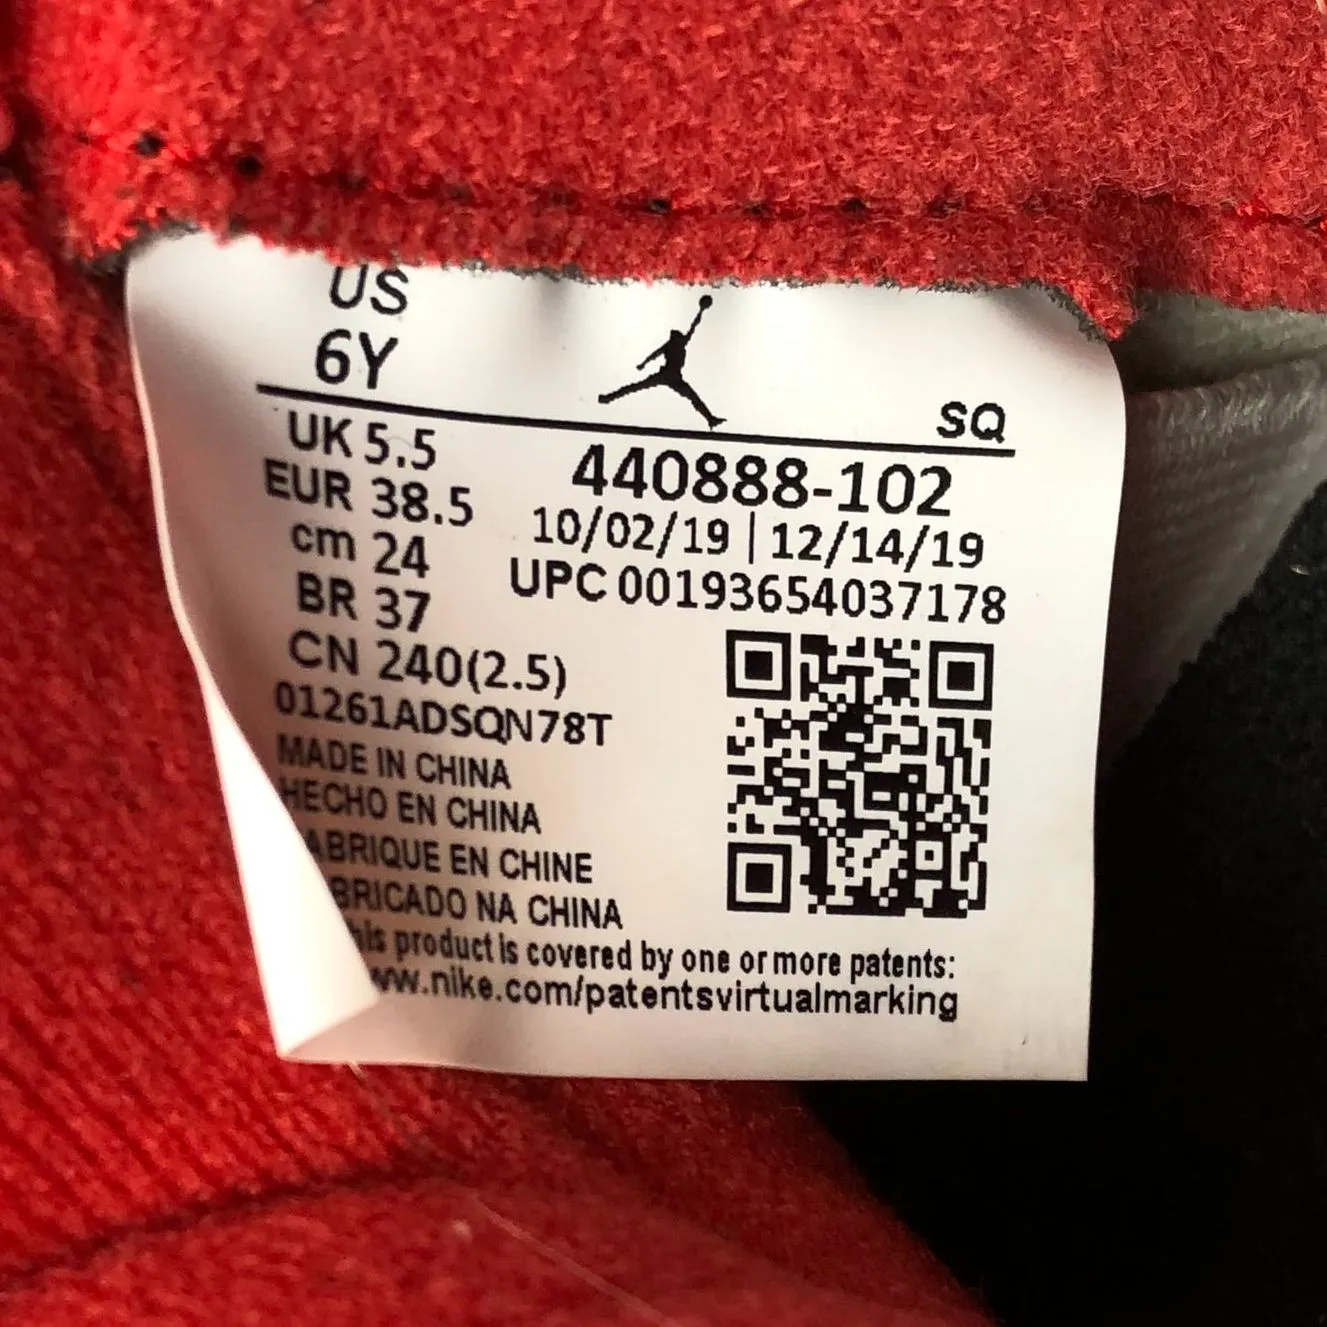 US
6Y
SQ
UK 5.5
EUR 38.5
cm 24
BR 37
CN 240(2.5)
440888-102
10/02/19 | 12/14/19
UPC 00193654037178
01261ADSQN78T
MADE IN CHINA
HECHO EN CHINA
ABRIQUE EN CHINE
BRICADO NA CHINA
his product is covered by one or more patents:
ww.nike.com/patentsvirtualmarking